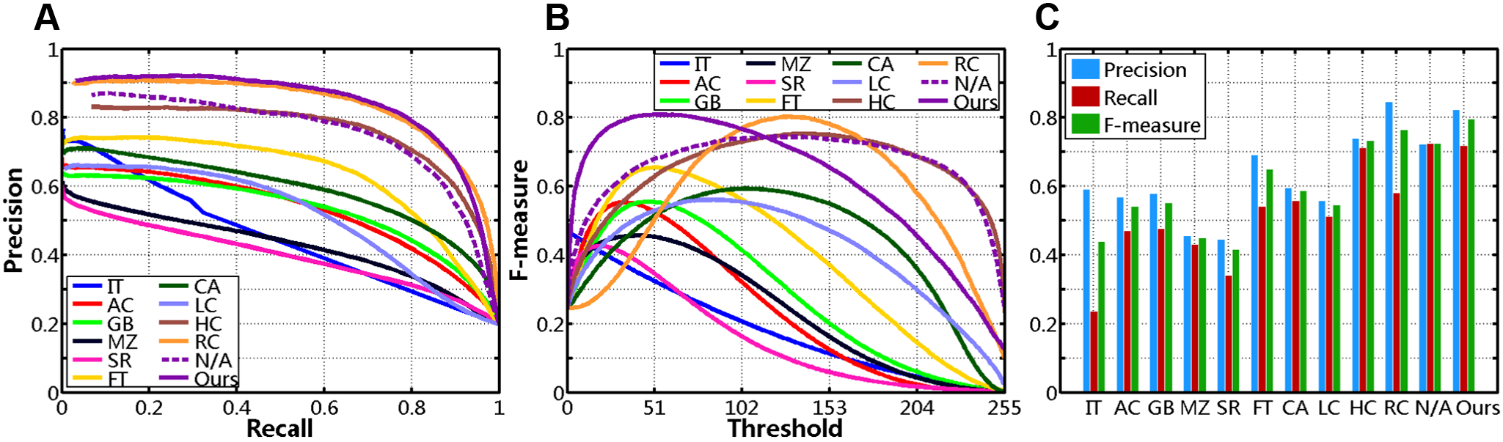 A
B
C
1
0.8
0.6
0.4
0.2
0
Precision
0
0.2
0.4
0.6
0.8
1
Recall
IT CA
AC LC
GB HC
MZ RC
SR N/A
FT Ours
1
0.8
0.6
0.4
0.2
0
F-measure
0
51
102
153
204
255
Threshold
IT MZ CA RC
AC SR LC N/A
GB FT HC Ours
1
0.8
0.6
0.4
0.2
0
Precision
Recall
F-measure
IT AC GB MZ SR FT CA LC HC RC N/A Ours